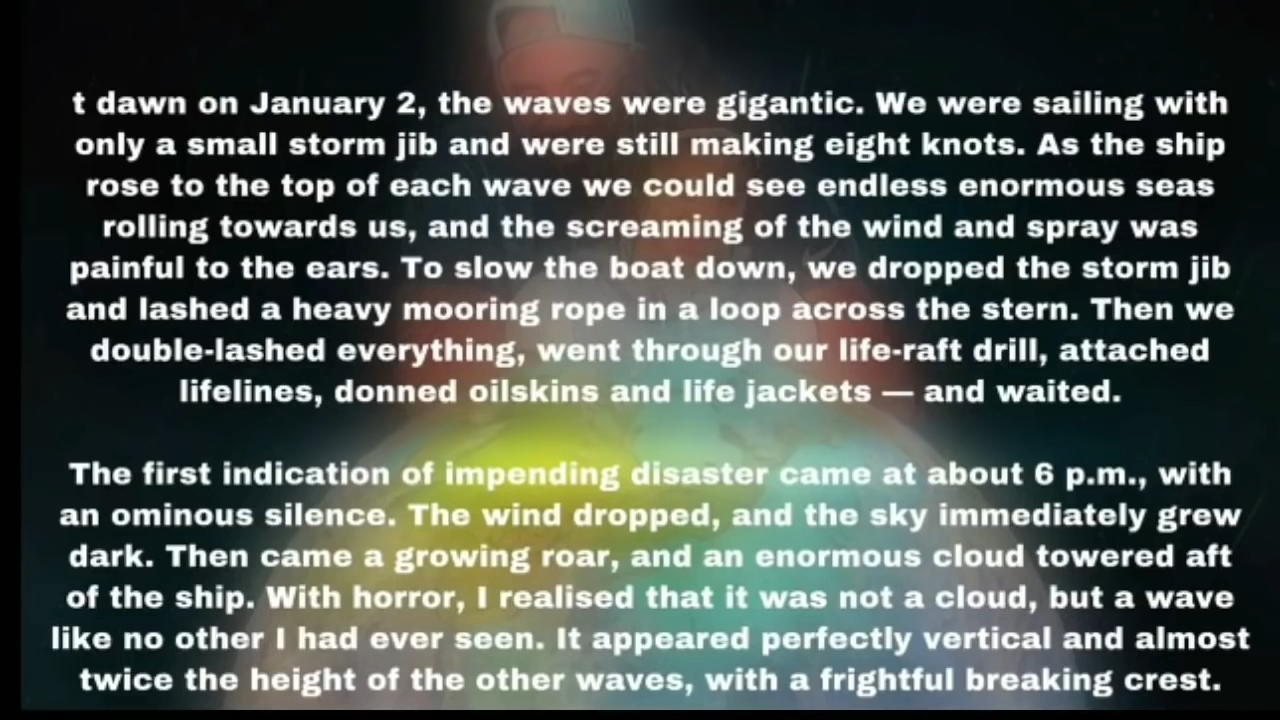 t dawn on January 2, the waves were gigantic. We were sailing with
only a small storm jib and were still making eight knots. As the ship
rose to the top of each wave we could see endless enormous seas
rolling towards us, and the screaming of the wind and spray was
painful to the ears. To slow the boat down, we dropped the storm jib
and lashed a heavy mooring rope in a loop across the stern. Then we
double-lashed everything, went through our life-raft drill, attached
lifelines, donned oilskins and life jackets — and waited.
The first indication of impending disaster came at about 6 p.m., with
an ominous silence. The wind dropped, and the sky immediately grew
dark. Then came a growing roar, and an enormous cloud towered aft
of the ship. With horror, I realised that it was not a cloud, but a wave
like no other I had ever seen. It appeared perfectly vertical and almost
twice the height of the other waves, with a frightful breaking crest.